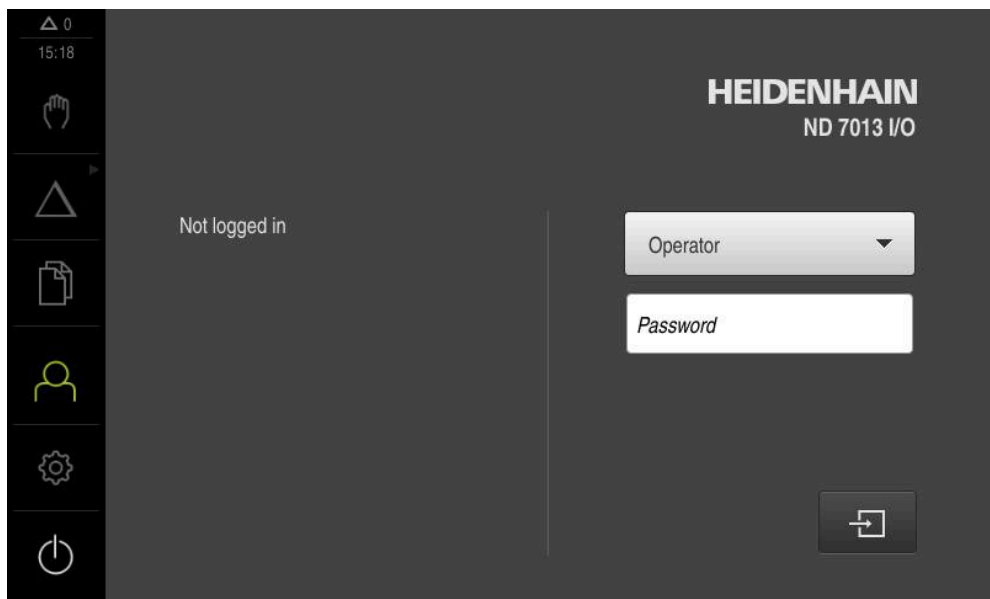 0
15:18
HEIDENHAIN
ND 7013 I/O
Not logged in
Operator
Password